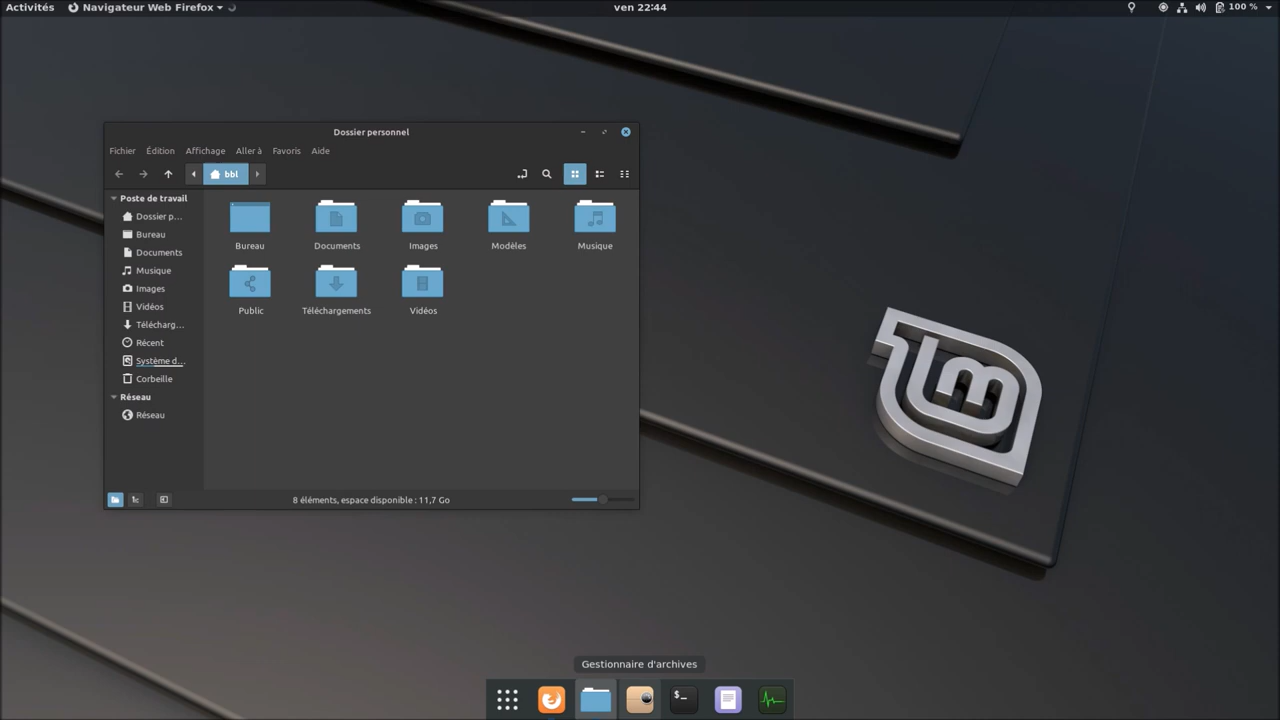 Activités Navigateur Web Firefox ven 22:44 100 %
Dossier personnel
Fichier Édition Affichage Aller à Favoris Aide
bbl
Poste de travail
Dossier p...
Bureau
Documents
Musique
Images
Vidéos
Télécharg...
Récent
Système d...
Corbeille
Réseau
Réseau
Bureau Documents Images Modèles Musique
Public Téléchargements Vidéos
8 éléments, espace disponible : 11,7 Go
Gestionnaire d'archives
$_